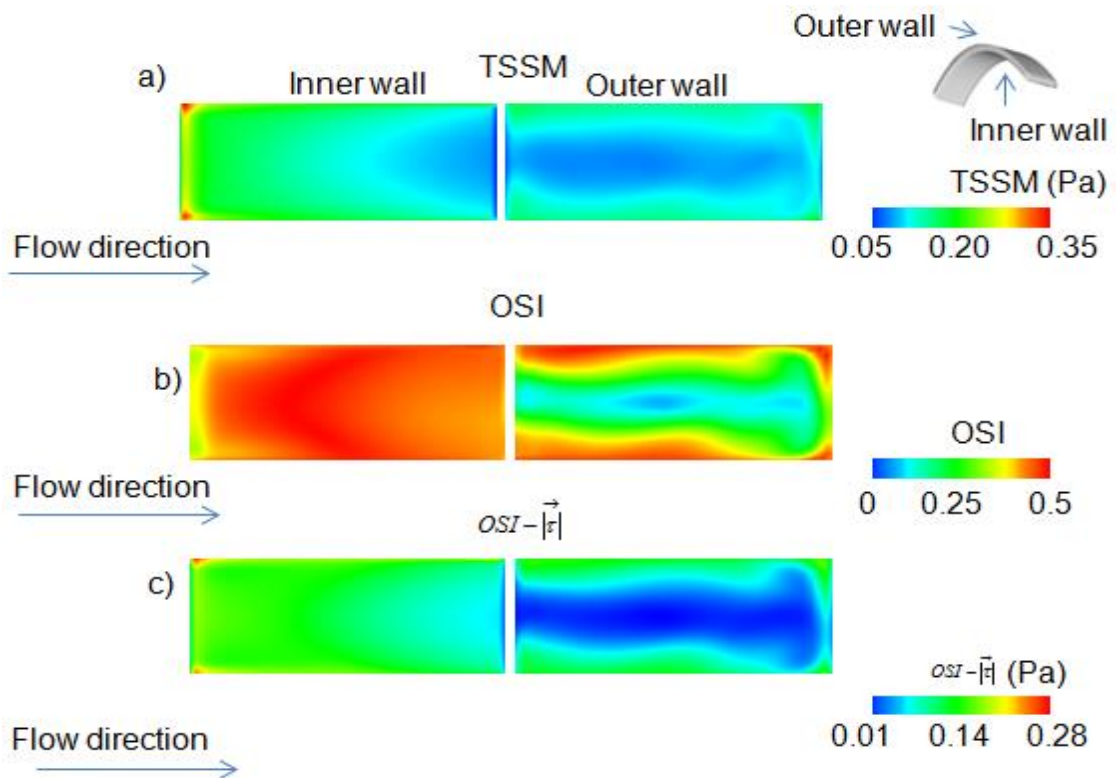 Outer wall
a)
TSSM
Inner wall
Outer wall
Inner wall
TSSM (Pa)
0.05 0.20 0.35
Flow direction
OSI
b)
OSI
0 0.25 0.5
Flow direction
OSI-|τ⃗|
c)
OSI-|τ⃗| (Pa)
0.01 0.14 0.28
Flow direction